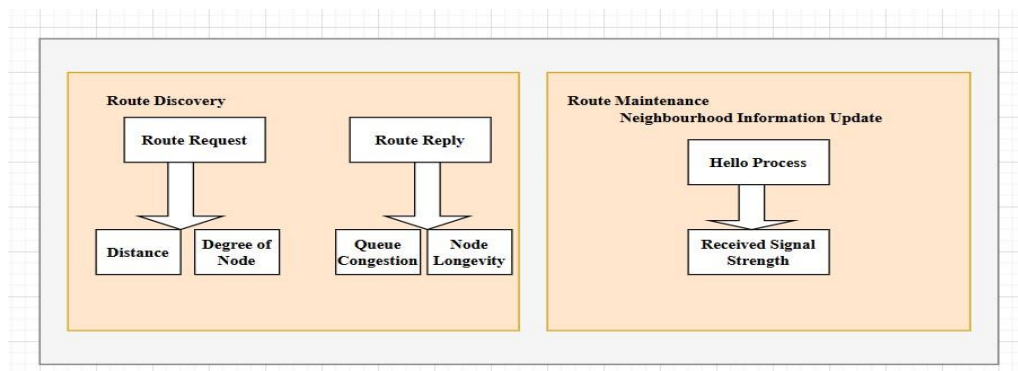 Route Discovery
Route Request
Route Reply
Distance
Degree of
Node
Queue
Congestion
Node
Longevity
Route Maintenance
Neighbourhood Information Update
Hello Process
Received Signal
Strength